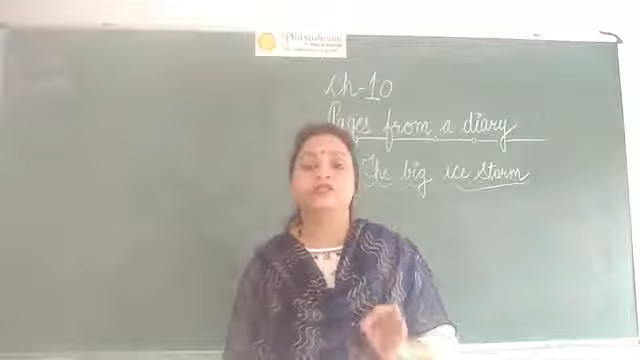 Ch-10
Pages from a diary
The big ice storm